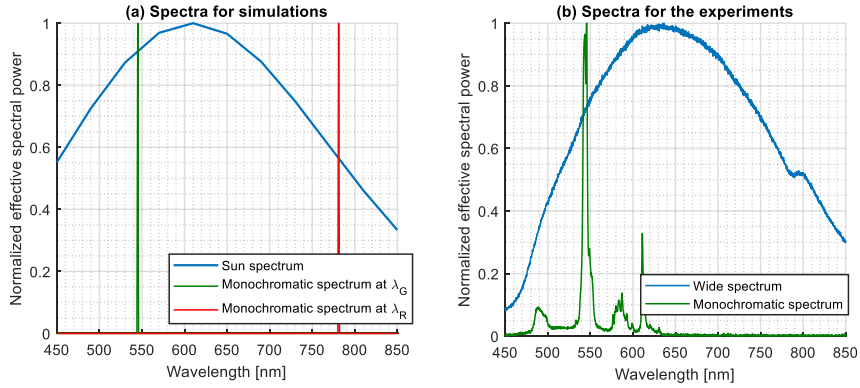 (a) Spectra for simulations
Normalized effective spectral power
1
0.8
0.6
0.4
0.2
0
450 500 550 600 650 700 750 800 850
Wavelength [nm]
Sun spectrum
Monochromatic spectrum at λG
Monochromatic spectrum at λR
(b) Spectra for the experiments
Normalized effective spectral power
1
0.8
0.6
0.4
0.2
0
450 500 550 600 650 700 750 800 850
Wavelength [nm]
Wide spectrum
Monochromatic spectrum